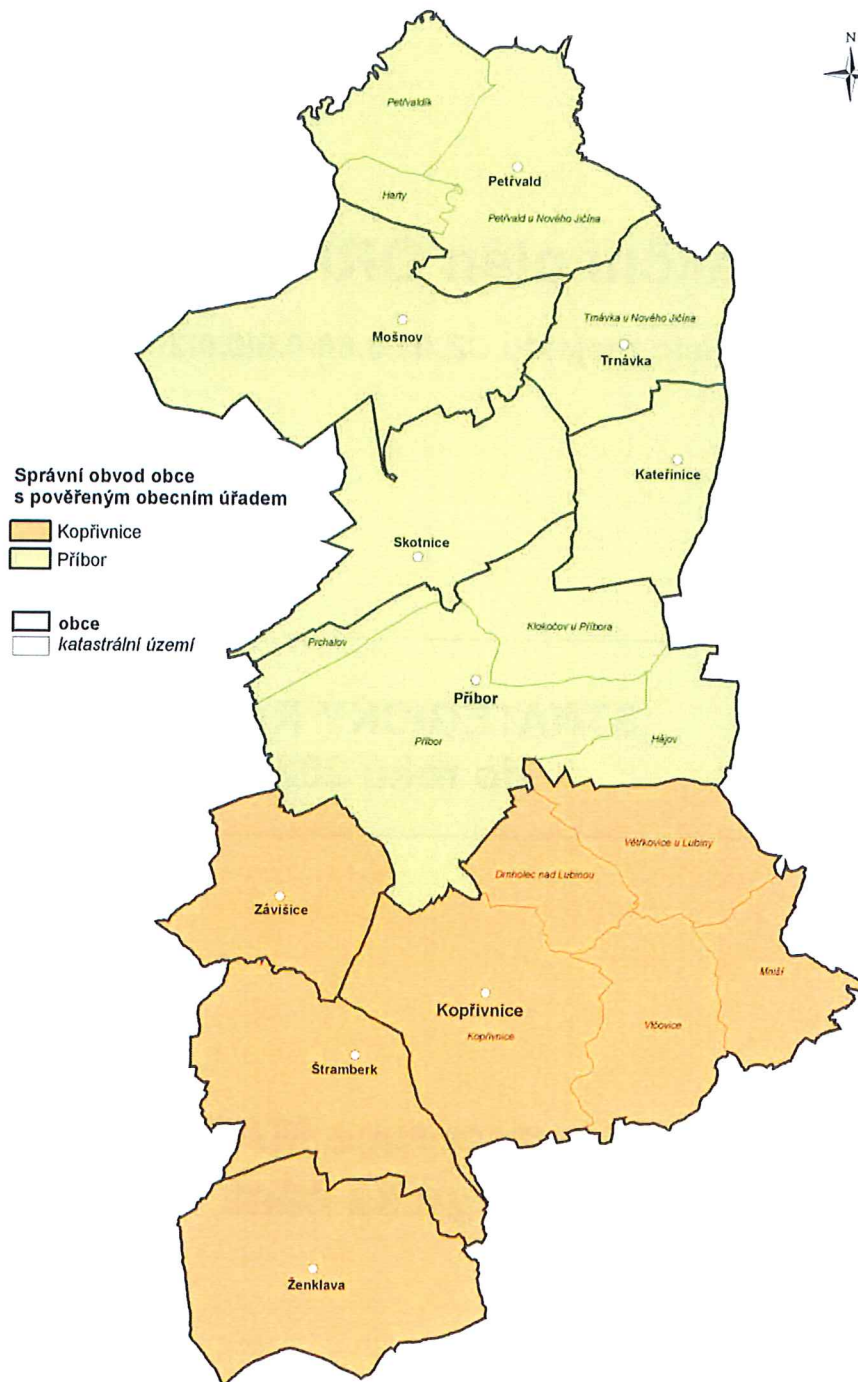 N
Petřvaldík
Petřvald
Harty
Petřvald u Nového Jičína
Trnávka u Nového Jičína
Mošnov
Trnávka
Kateřinice
Správní obvod obce
s pověřeným obecním úřadem
Kopřivnice
Příbor
obce
katastrální území
Skotnice
Klokočov u Příbora
Prchalov
Příbor
Příbor
Hájov
Větřkovice u Lubiny
Drnholec nad Lubinou
Závišice
Mniší
Kopřivnice
Kopřivnice
Vlčovice
Štramberk
Ženklava